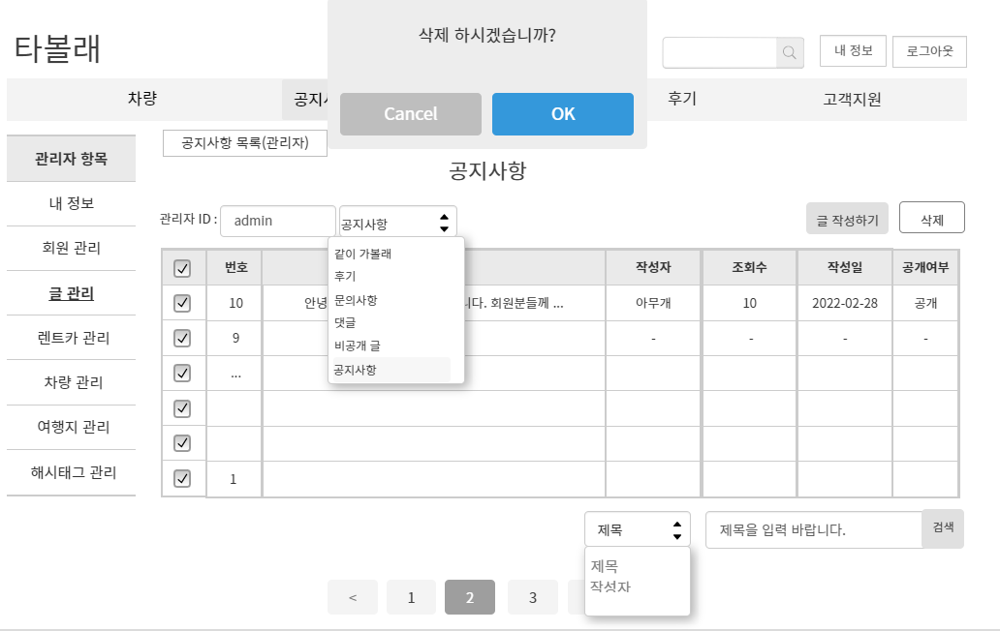 삭제 하시겠습니까?
타볼래
내 정보
로그아웃
Cancel
OK
차량
공지사
후기
고객지원
공지사항 목록(관리자)
공지사항
관리자 항목
내 정보
회원 관리
글 관리
렌트카 관리
차량 관리
여행지 관리
해시태그 관리
관리자 ID :
admin
공지사항
글 작성하기
삭제
같이 가볼래
후기
문의사항
댓글
비공개 글
공지사항
번호 작성자 조회수 작성일 공개여부
10 안녕 니다. 회원분들께 ... 아무개 10 2022-02-28 공개
9 - - - -
...
1
제목
제목을 입력 바랍니다.
검색
제목
작성자
< 1 2 3